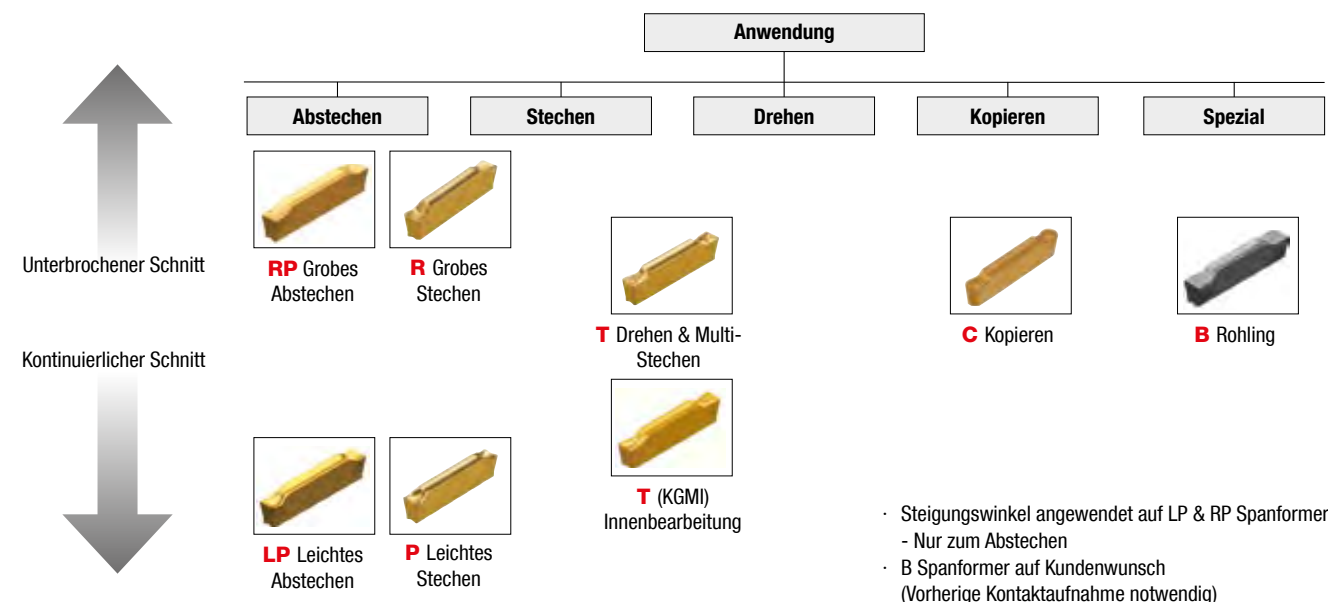 Anwendung
Abstechen
Stechen
Drehen
Kopieren
Spezial
Unterbrochener Schnitt
Kontinuierlicher Schnitt
RP Grobes
Abstechen
R Grobes
Stechen
T Drehen & Multi-
Stechen
C Kopieren
B Rohling
T (KGMI)
Innenbearbeitung
LP Leichtes
Abstechen
P Leichtes
Stechen
· Steigungswinkel angewendet auf LP & RP Spanformer
- Nur zum Abstechen
· B Spanformer auf Kundenwunsch
(Vorherige Kontaktaufnahme notwendig)